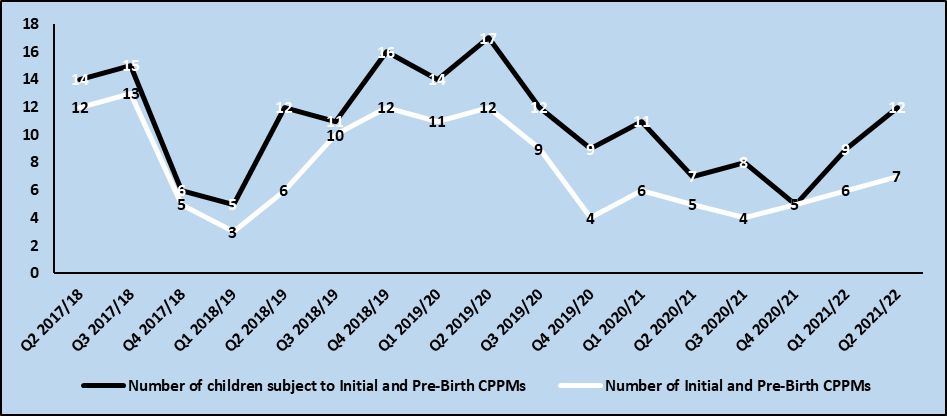 18
16
14
12
10
8
6
4
2
0
14 15 6 5 12 11 16 14 17 12 9 11 7 8 5 9 12
12 13 5 3 6 10 12 11 12 9 4 6 5 4 5 6 7
Q2 2017/18
Q3 2017/18
Q4 2017/18
Q1 2018/19
Q2 2018/19
Q3 2018/19
Q4 2018/19
Q1 2019/20
Q2 2019/20
Q3 2019/20
Q4 2019/20
Q1 2020/21
Q2 2020/21
Q3 2020/21
Q4 2020/21
Q1 2021/22
Q2 2021/22
Number of children subject to Initial and Pre-Birth CPPMs
Number of Initial and Pre-Birth CPPMs